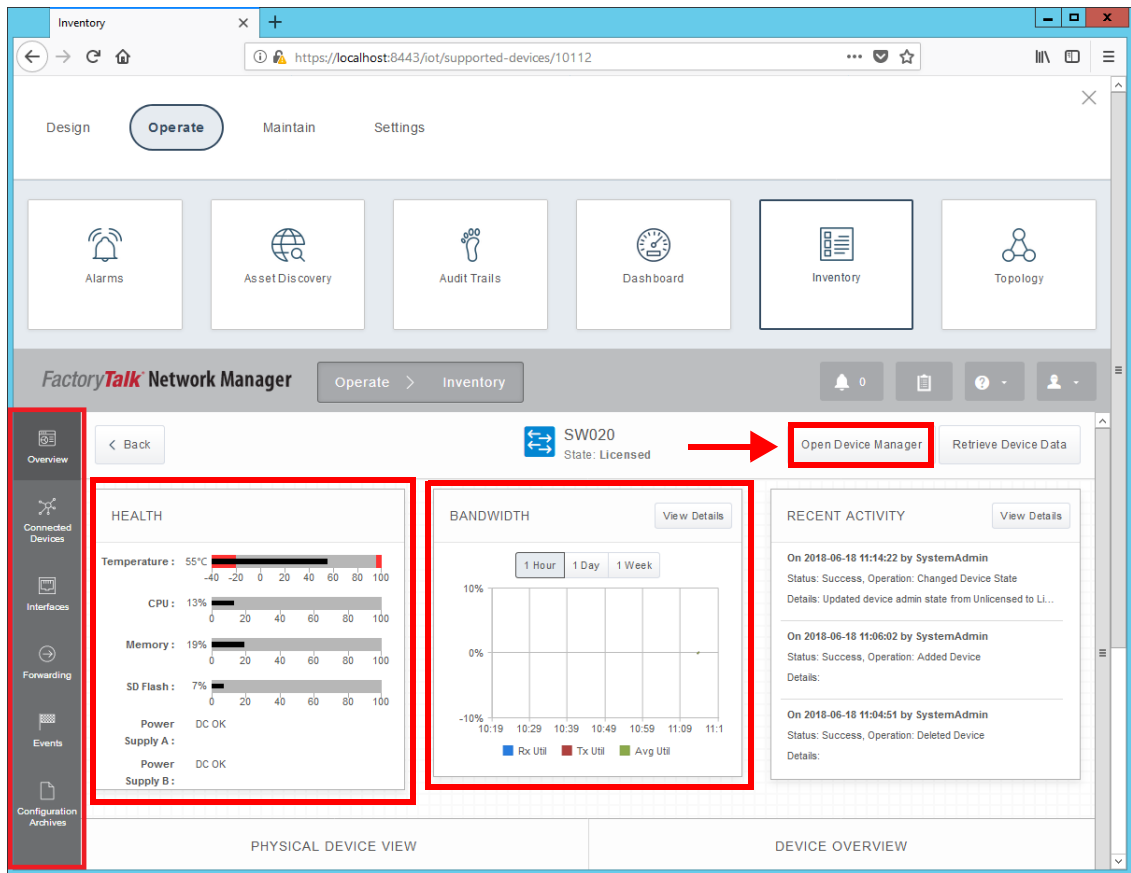 Inventory
https://localhost:8443/iot/supported-devices/10112
Design Operate Maintain Settings
Alarms Asset Discovery Audit Trails Dashboard Inventory Topology
FactoryTalk Network Manager Operate Inventory 0
Overview
Connected
Devices
Interfaces
Forwarding
Events
Configuration
Archives
Back
SW020
State: Licensed
Open Device Manager
Retrieve Device Data
HEALTH
Temperature : 55°C
-40 -20 0 20 40 60 80 100
CPU : 13%
0 20 40 60 80 100
Memory : 19%
0 20 40 60 80 100
SD Flash : 7%
0 20 40 60 80 100
Power DC OK
Supply A :
Power DC OK
Supply B :
BANDWIDTH View Details
1 Hour 1 Day 1 Week
10%
0%
-10%
10:19 10:29 10:39 10:49 10:59 11:09 11:1
Rx Util Tx Util Avg Util
RECENT ACTIVITY View Details
On 2018-06-18 11:14:22 by SystemAdmin
Status: Success, Operation: Changed Device State
Details: Updated device admin state from Unlicensed to Li...
On 2018-06-18 11:06:02 by SystemAdmin
Status: Success, Operation: Added Device
Details:
On 2018-06-18 11:04:51 by SystemAdmin
Status: Success, Operation: Deleted Device
Details:
PHYSICAL DEVICE VIEW DEVICE OVERVIEW